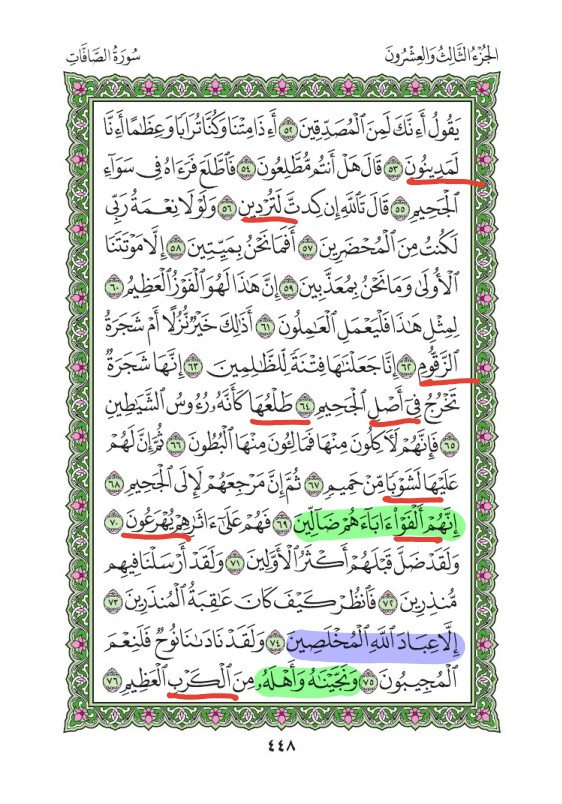 الجُزْءُ الثَّالِثُ وَالعِشْرُونَ سُورَةُ الصَّافَّاتِ
يَقُولُ أَءِنَّكَ لَمِنَ ٱلْمُصَدِّقِينَ ٥٢ أَءِذَا مِتْنَا وَكُنَّا تُرَابًا وَعِظَٰمًا أَءِنَّا
لَمَدِينُونَ ٥٣ قَالَ هَلْ أَنتُم مُّطَّلِعُونَ ٥٤ فَٱطَّلَعَ فَرَءَاهُ فِى سَوَآءِ
ٱلْجَحِيمِ ٥٥ قَالَ تَٱللَّهِ إِن كِدتَّ لَتُرْدِينِ ٥٦ وَلَوْلَا نِعْمَةُ رَبِّى
لَكُنتُ مِنَ ٱلْمُحْضَرِينَ ٥٧ أَفَمَا نَحْنُ بِمَيِّتِينَ ٥٨ إِلَّا مَوْتَتَنَا
ٱلْأُولَىٰ وَمَا نَحْنُ بِمُعَذَّبِينَ ٥٩ إِنَّ هَٰذَا لَهُوَ ٱلْفَوْزُ ٱلْعَظِيمُ ٦٠
لِمِثْلِ هَٰذَا فَلْيَعْمَلِ ٱلْعَٰمِلُونَ ٦١ أَذَٰلِكَ خَيْرٌ نُّزُلًا أَمْ شَجَرَةُ
ٱلزَّقُّومِ ٦٢ إِنَّا جَعَلْنَٰهَا فِتْنَةً لِّلظَّٰلِمِينَ ٦٣ إِنَّهَا شَجَرَةٌ
تَخْرُجُ فِىٓ أَصْلِ ٱلْجَحِيمِ ٦٤ طَلْعُهَا كَأَنَّهُۥ رُءُوسُ ٱلشَّيَٰطِينِ
٦٥ فَإِنَّهُمْ لَءَاكِلُونَ مِنْهَا فَمَالِـُٔونَ مِنْهَا ٱلْبُطُونَ ٦٦ ثُمَّ إِنَّ لَهُمْ
عَلَيْهَا لَشَوْبًا مِّنْ حَمِيمٍ ٦٧ ثُمَّ إِنَّ مَرْجِعَهُمْ لَإِلَى ٱلْجَحِيمِ ٦٨
إِنَّهُمْ أَلْفَوْا۟ ءَابَآءَهُمْ ضَآلِّينَ ٦٩ فَهُمْ عَلَىٰٓ ءَاثَٰرِهِمْ يُهْرَعُونَ ٧٠
وَلَقَدْ ضَلَّ قَبْلَهُمْ أَكْثَرُ ٱلْأَوَّلِينَ ٧١ وَلَقَدْ أَرْسَلْنَا فِيهِم
مُّنذِرِينَ ٧٢ فَٱنظُرْ كَيْفَ كَانَ عَٰقِبَةُ ٱلْمُنذَرِينَ ٧٣
إِلَّا عِبَادَ ٱللَّهِ ٱلْمُخْلَصِينَ ٧٤ وَلَقَدْ نَادَىٰنَا نُوحٌ فَلَنِعْمَ
ٱلْمُجِيبُونَ ٧٥ وَنَجَّيْنَٰهُ وَأَهْلَهُۥ مِنَ ٱلْكَرْبِ ٱلْعَظِيمِ ٧٦
٤٤٨